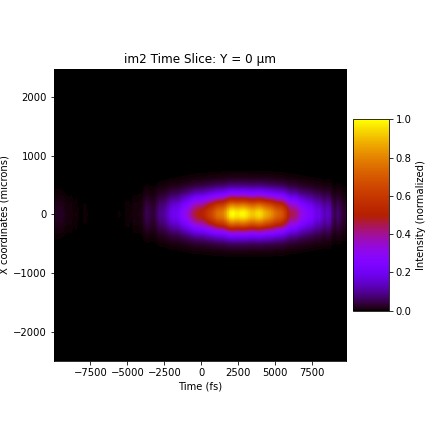 im2 Time Slice: Y = 0 μm
2000
1000
0
−1000
−2000
X coordinates (microns)
−7500 −5000 −2500 0 2500 5000 7500
Time (fs)
1.0
0.8
0.6
0.4
0.2
0.0
Intensity (normalized)